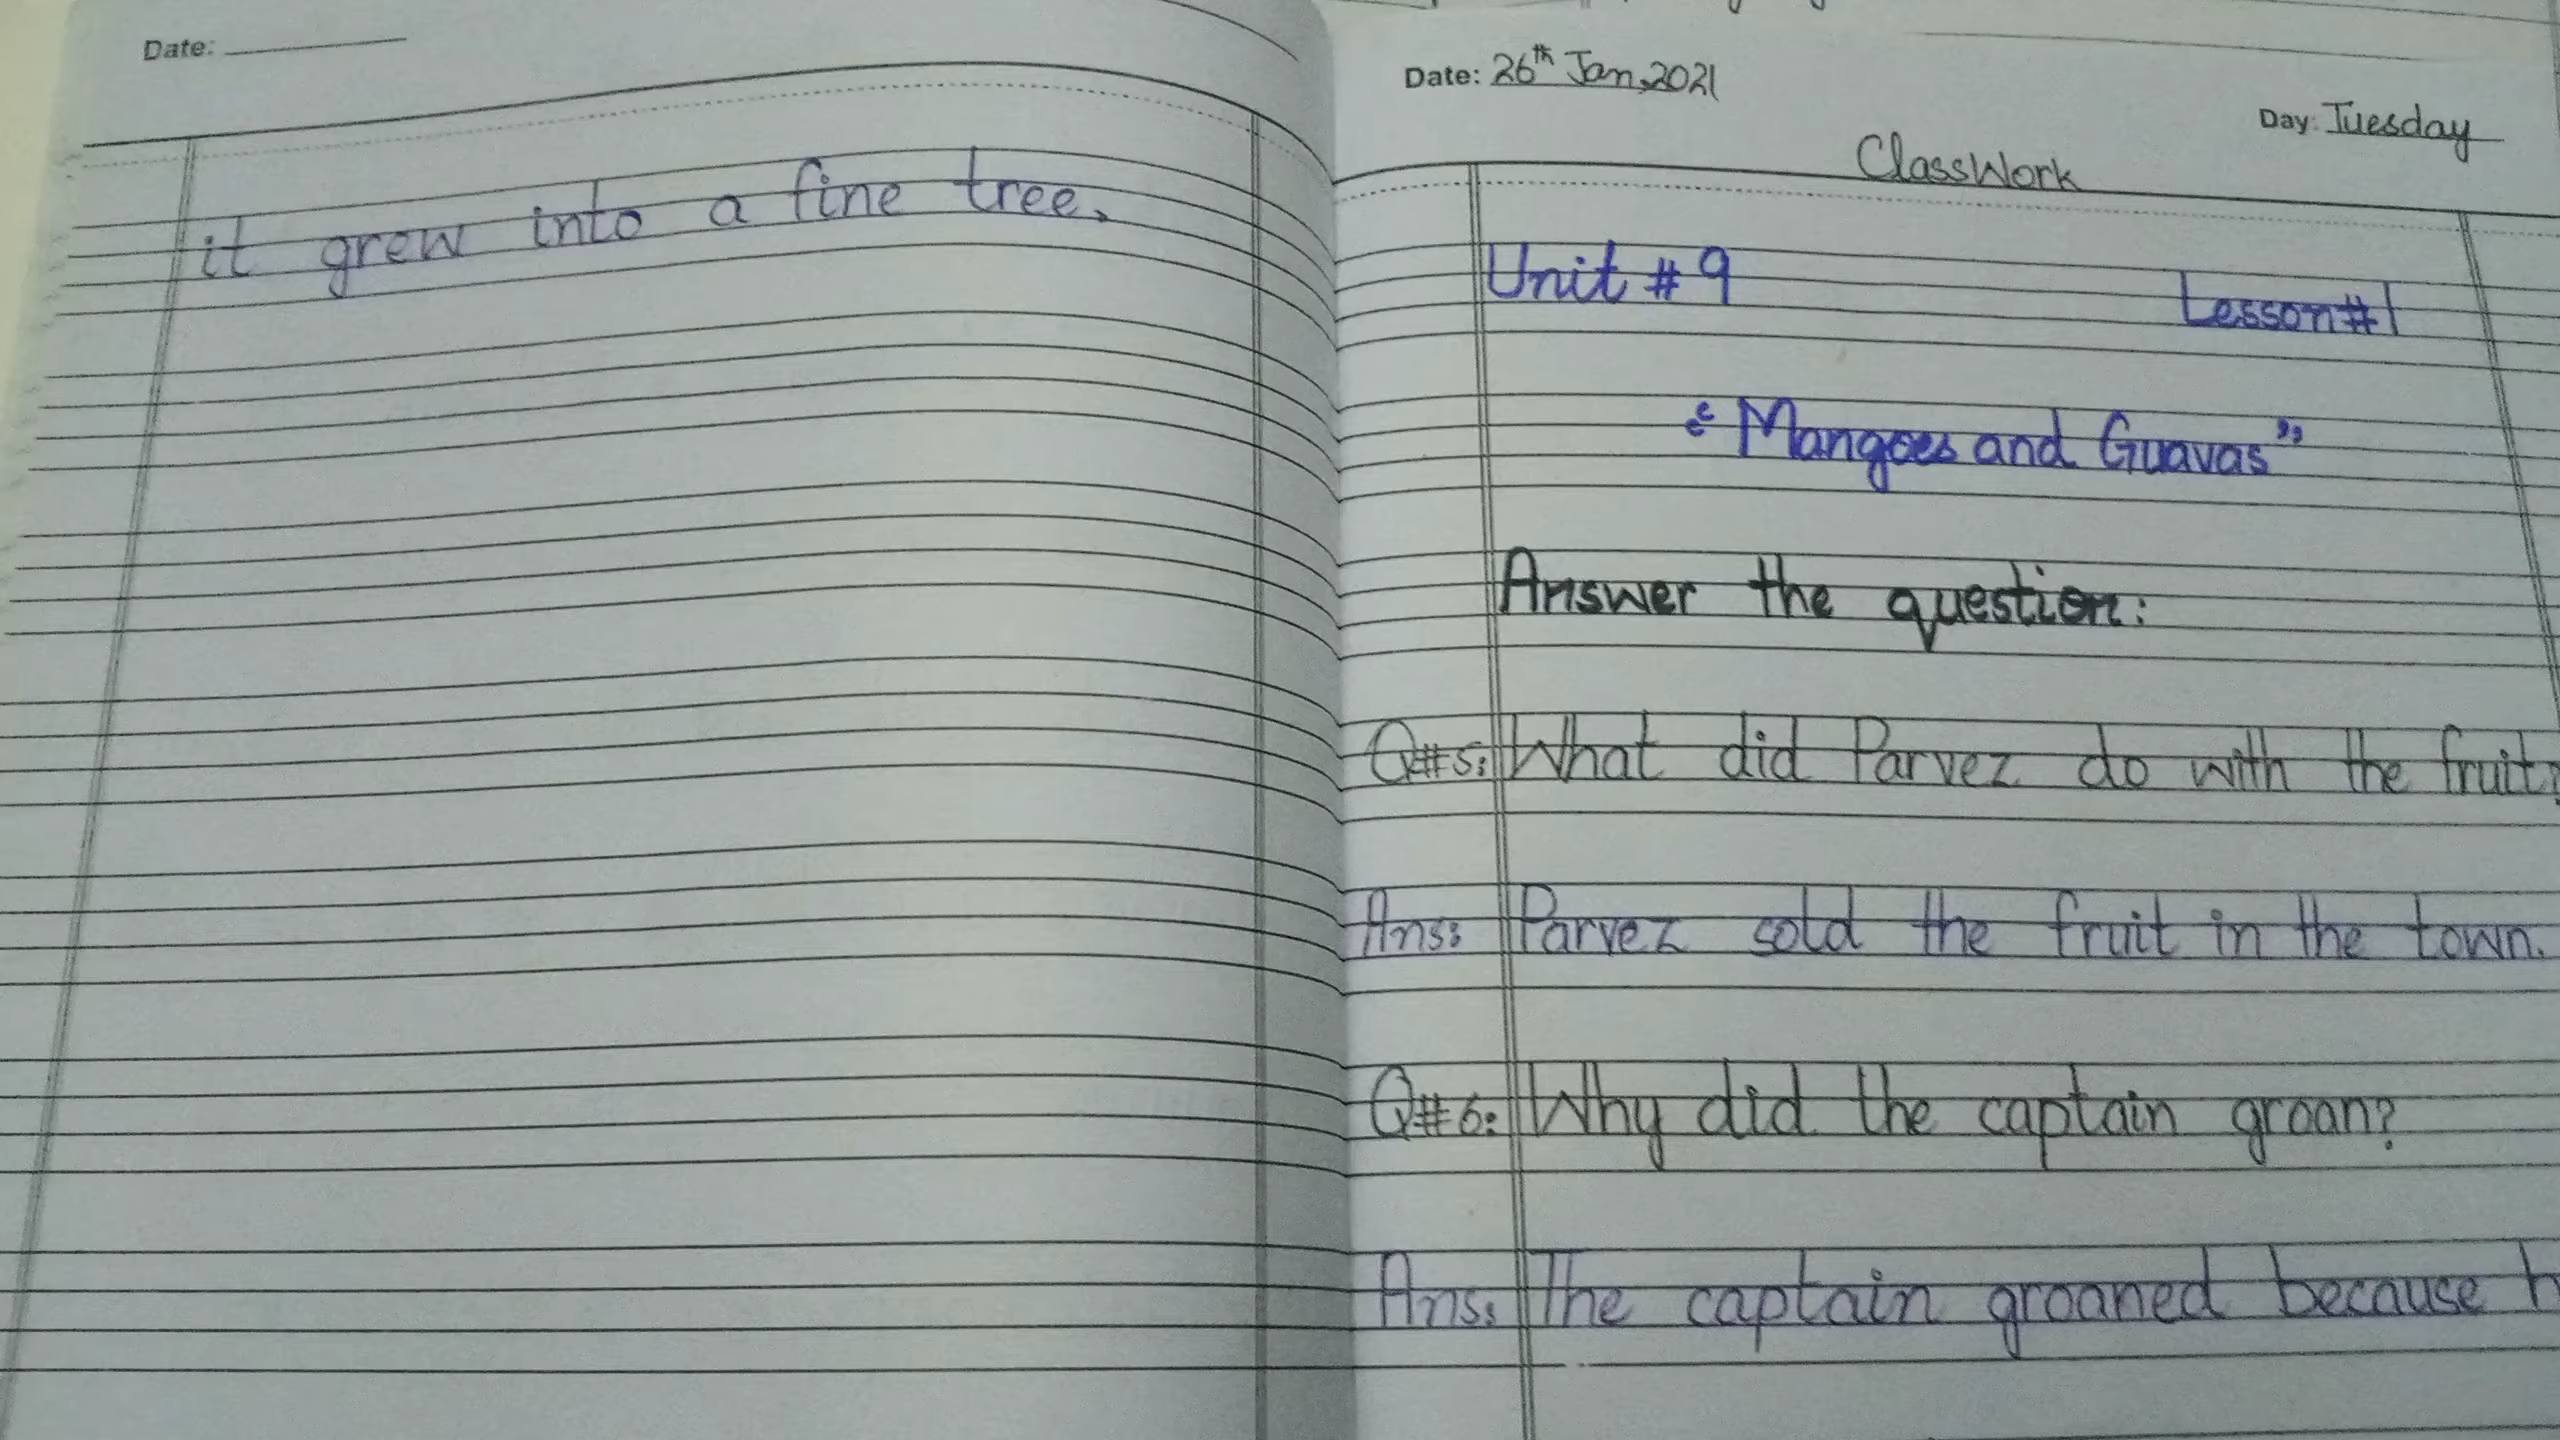 Date:
it grew into a fine tree.
Date: 26th Jan, 2021
Day: Tuesday
ClassWork
Unit # 9 Lesson # 1
"Mangoes and Guavas"
Answer the question:
Q#5: What did Parvez do with the fruit?
Ans: Parvez sold the fruit in the town.
Q#6: Why did the captain groan?
Ans: The captain groaned because